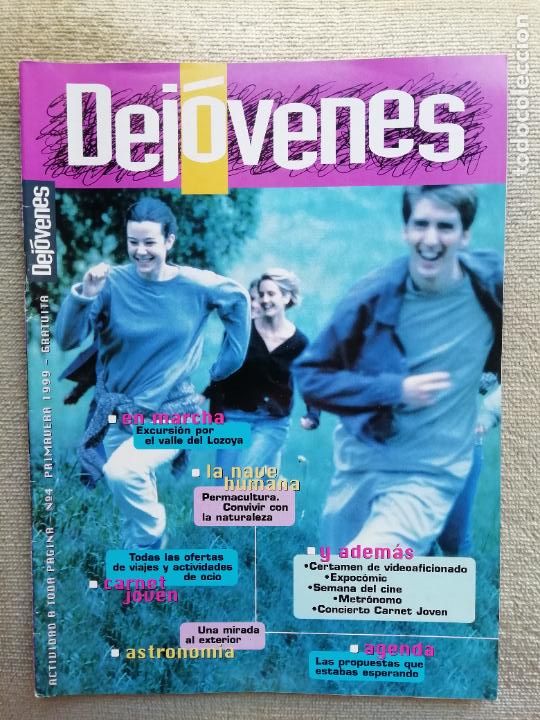 Dejóvenes
Dejóvenes
ACTIVIDAD A TODA PÁGINA - Nº4 PRIMAVERA 1999 - GRATUITA
en marcha
Excursión por
el valle del Lozoya
la nave
humana
Permacultura.
Convivir con
la naturaleza
Todas las ofertas
de viajes y actividades
de ocio
carnet
joven
Una mirada
al exterior
astronomía
y además
•Certamen de videoaficionado
•Expocómic
•Semana del cine
•Metrónomo
•Concierto Carnet Joven
agenda
Las propuestas que
estabas esperando
todocoleccion